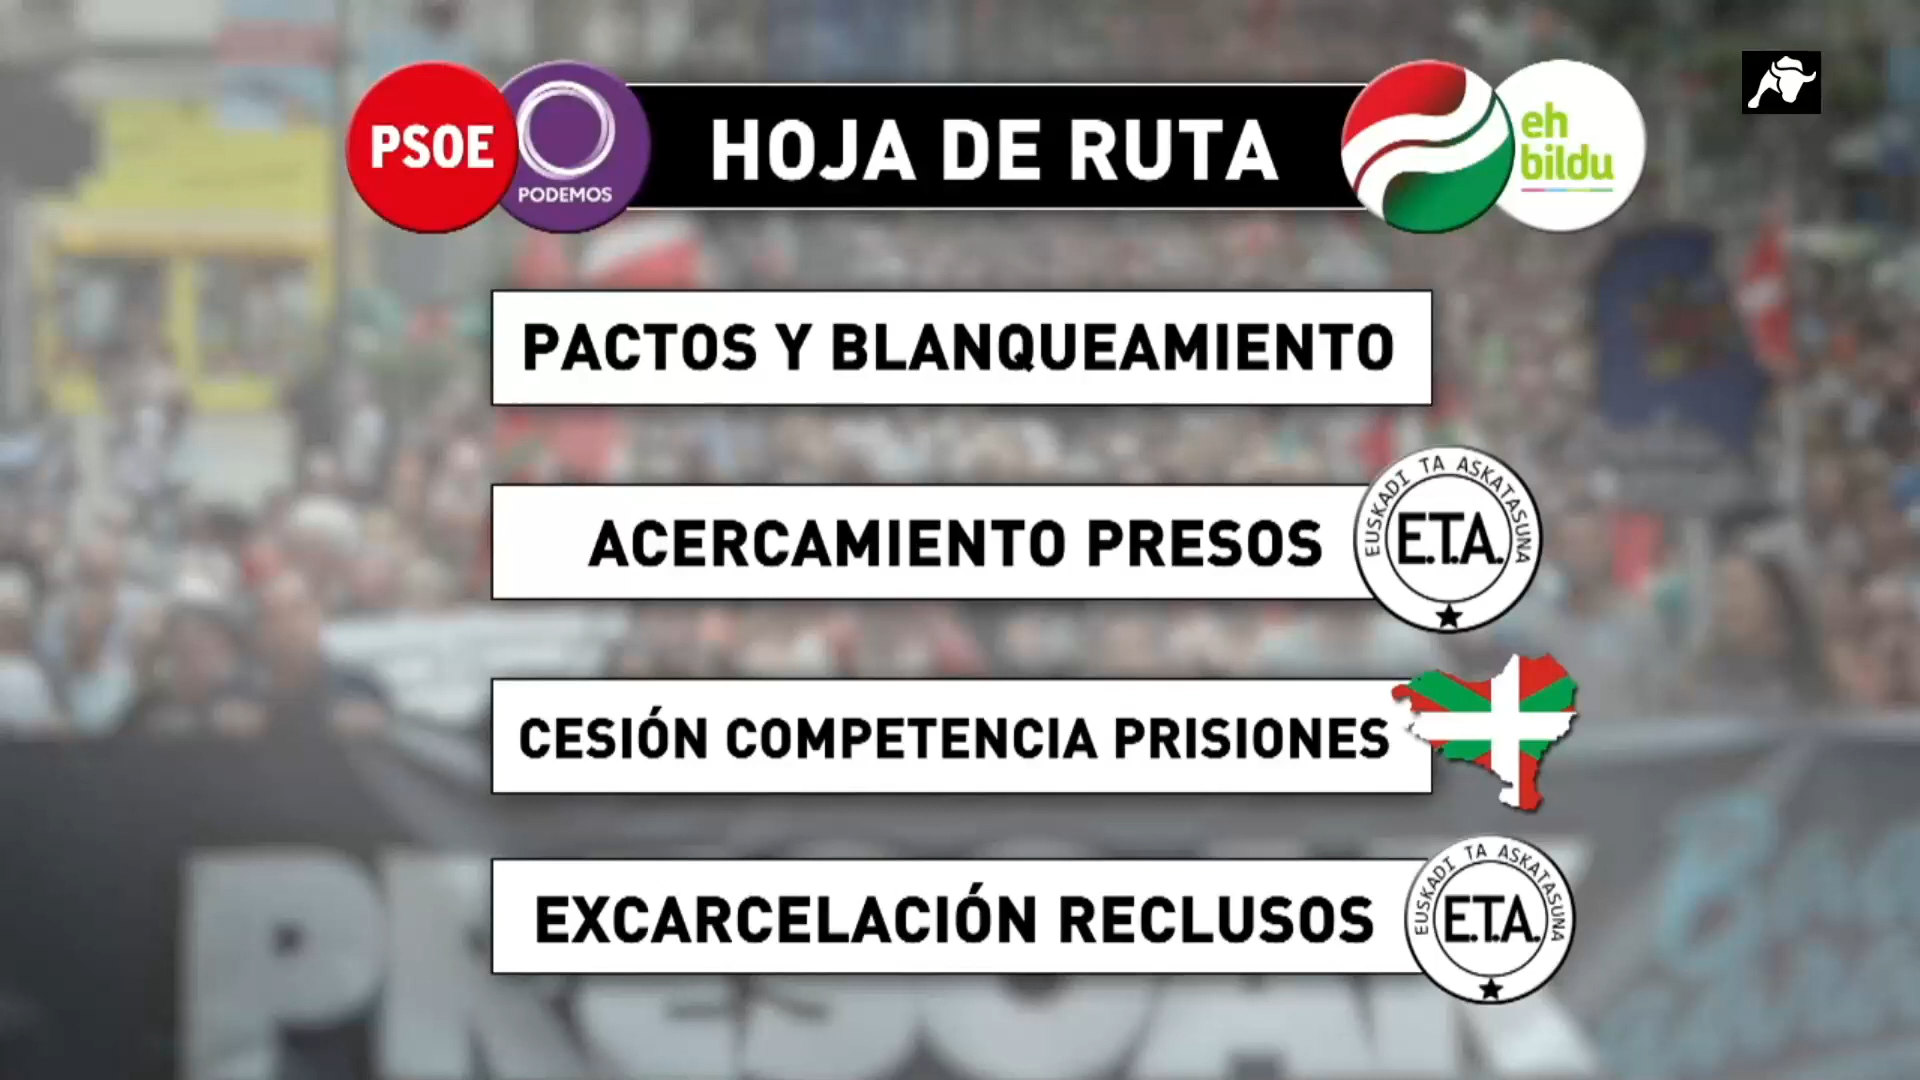 PSOE
PODEMOS
HOJA DE RUTA
eh
bildu
PACTOS Y BLANQUEAMIENTO
ACERCAMIENTO PRESOS
EUSKADI TA ASKATASUNA
E.T.A.
CESIÓN COMPETENCIA PRISIONES
EXCARCELACIÓN RECLUSOS
EUSKADI TA ASKATASUNA
E.T.A.